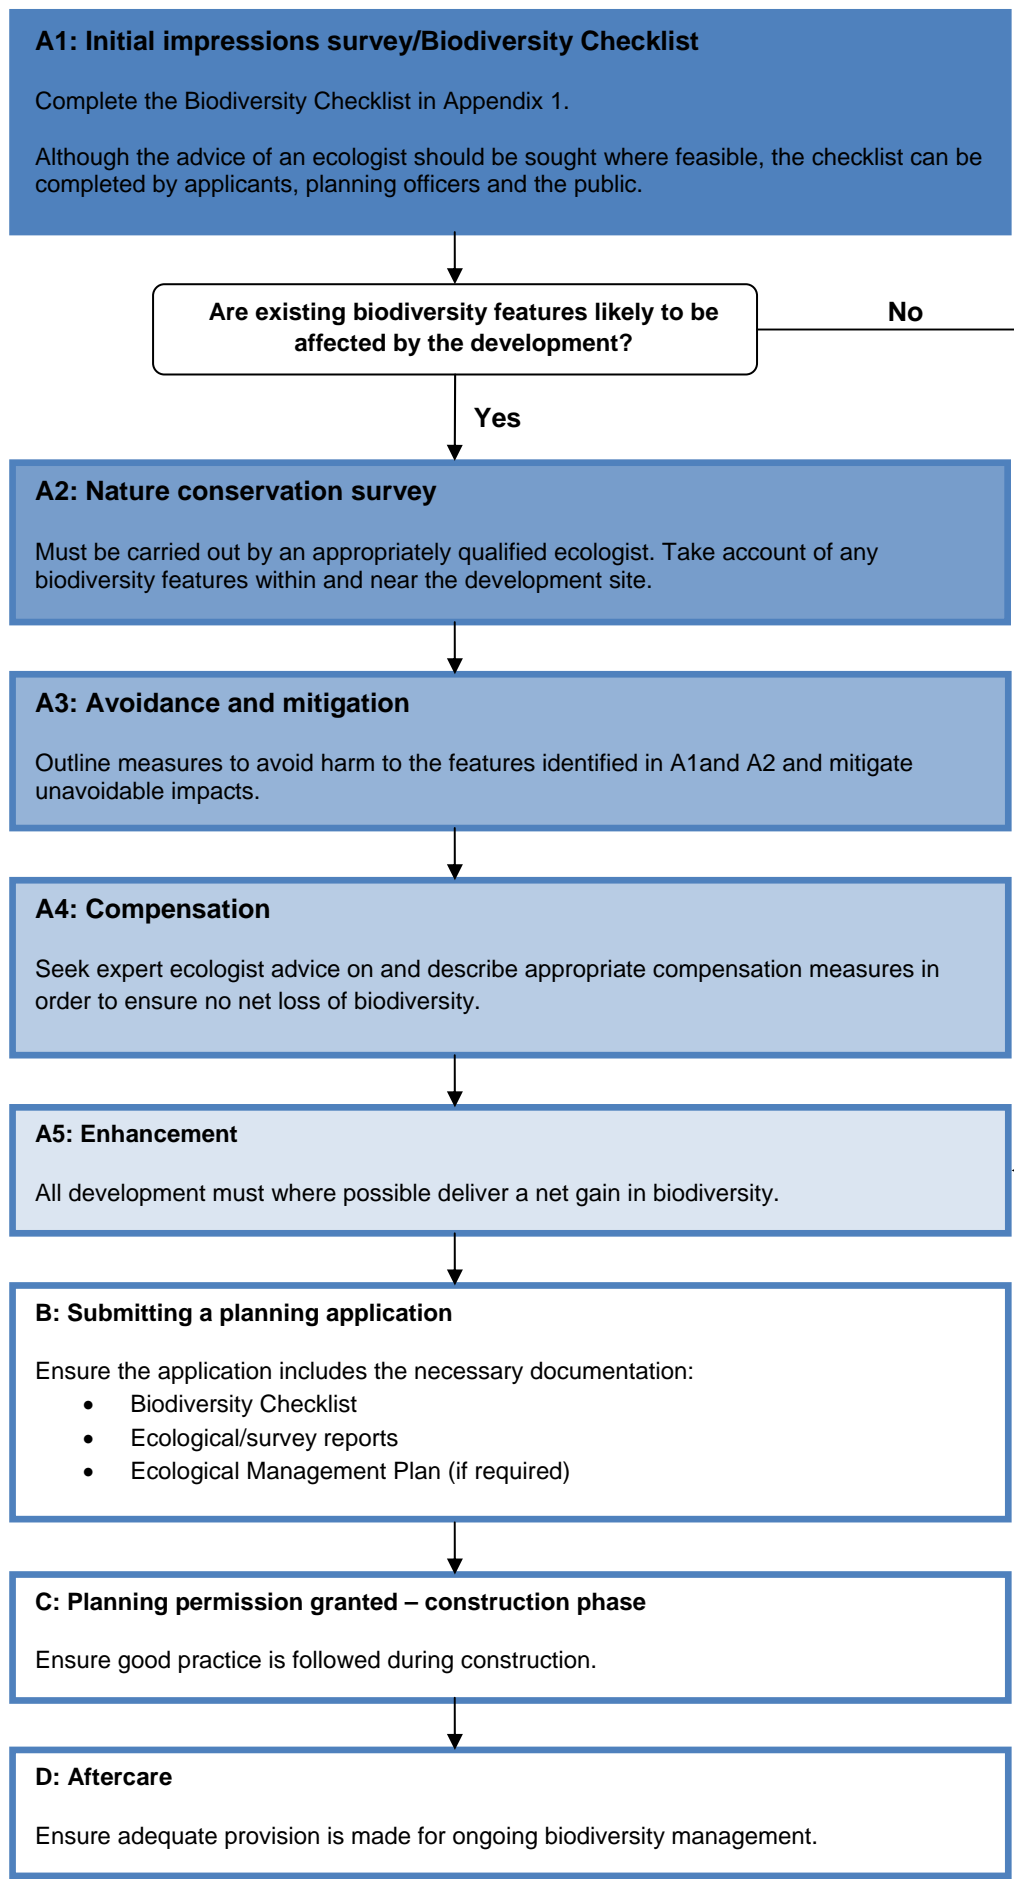 A1: Initial impressions survey/Biodiversity Checklist
Complete the Biodiversity Checklist in Appendix 1.
Although the advice of an ecologist should be sought where feasible, the checklist can be
completed by applicants, planning officers and the public.
Are existing biodiversity features likely to be
affected by the development?
No
Yes
A2: Nature conservation survey
Must be carried out by an appropriately qualified ecologist. Take account of any
biodiversity features within and near the development site.
A3: Avoidance and mitigation
Outline measures to avoid harm to the features identified in A1and A2 and mitigate
unavoidable impacts.
A4: Compensation
Seek expert ecologist advice on and describe appropriate compensation measures in
order to ensure no net loss of biodiversity.
A5: Enhancement
All development must where possible deliver a net gain in biodiversity.
B: Submitting a planning application
Ensure the application includes the necessary documentation:
• Biodiversity Checklist
• Ecological/survey reports
• Ecological Management Plan (if required)
C: Planning permission granted – construction phase
Ensure good practice is followed during construction.
D: Aftercare
Ensure adequate provision is made for ongoing biodiversity management.